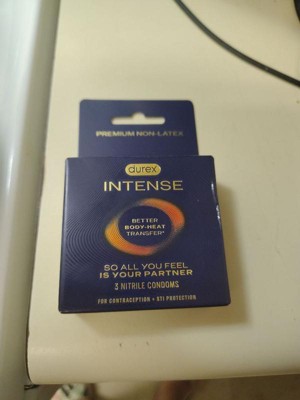 PREMIUM NON-LATEX
durex
INTENSE
BETTER
BODY-HEAT
TRANSFER*
SO ALL YOU FEEL
IS YOUR PARTNER
3 NITRILE CONDOMS
FOR CONTRACEPTION + STI PROTECTION